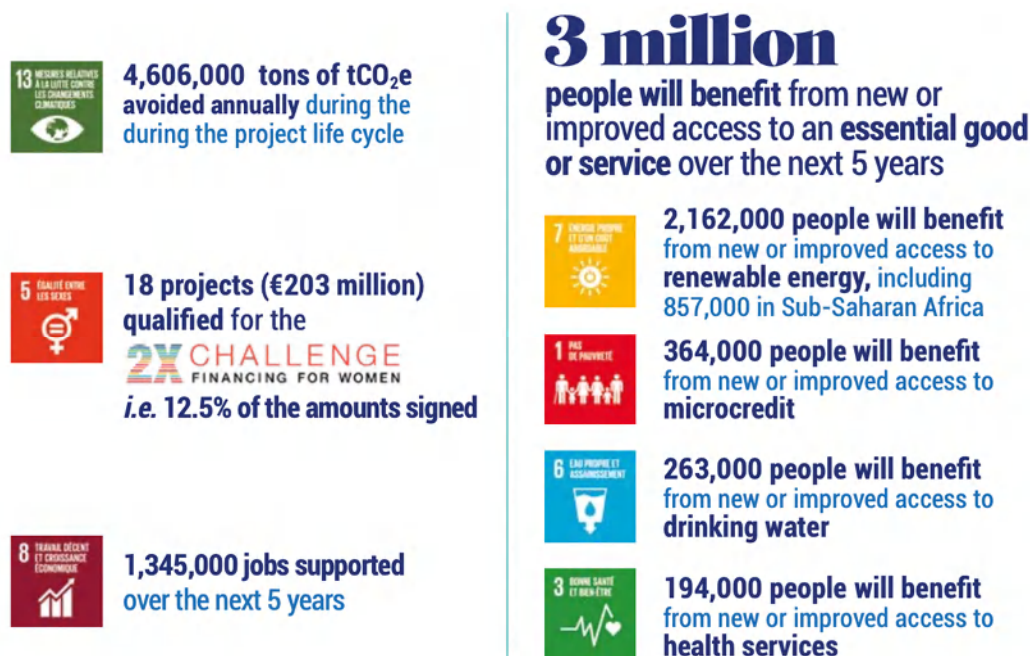 13 MESURES RELATIVES
À LA LUTTE CONTRE
LES CHANGEMENTS
CLIMATIQUES
4,606,000 tons of tCO₂e
avoided annually during the
during the project life cycle
5 ÉGALITÉ ENTRE
LES SEXES
18 projects (€203 million)
qualified for the
2X CHALLENGE
FINANCING FOR WOMEN
i.e. 12.5% of the amounts signed
8 TRAVAIL DÉCENT
ET CROISSANCE
ÉCONOMIQUE
1,345,000 jobs supported
over the next 5 years
3 million
people will benefit from new or
improved access to an essential good
or service over the next 5 years
7 ÉNERGIE PROPRE
ET D'UN COÛT
ABORDABLE
2,162,000 people will benefit
from new or improved access to
renewable energy, including
857,000 in Sub-Saharan Africa
1 PAS
DE PAUVRETÉ
364,000 people will benefit
from new or improved access to
microcredit
6 EAU PROPRE ET
ASSAINISSEMENT
263,000 people will benefit
from new or improved access to
drinking water
3 BONNE SANTÉ
ET BIEN-ÊTRE
194,000 people will benefit
from new or improved access to
health services